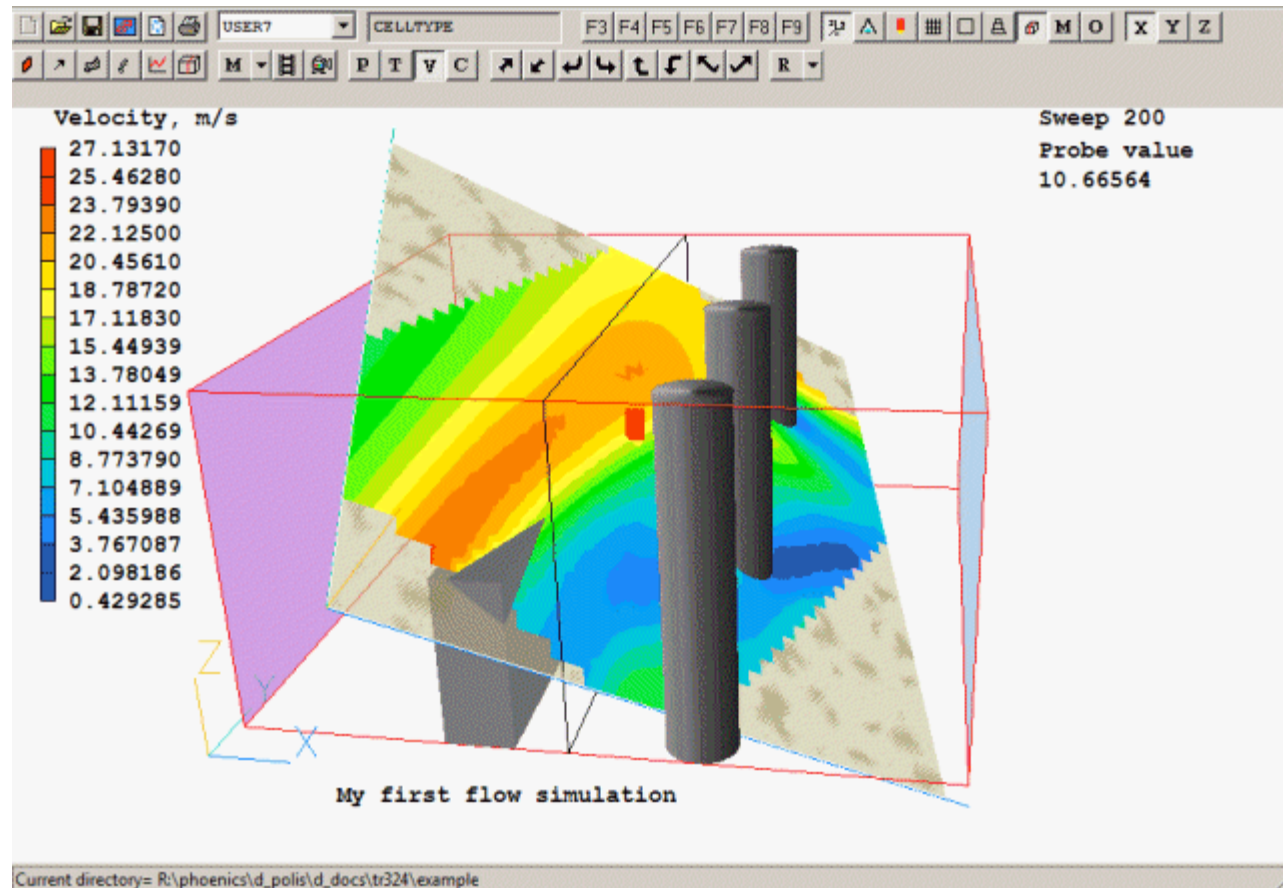 USER7 CELLTYPE F3 F4 F5 F6 F7 F8 F9 M O X Y Z
M P T V C R
Velocity, m/s
27.13170
25.46280
23.79390
22.12500
20.45610
18.78720
17.11830
15.44939
13.78049
12.11159
10.44269
8.773790
7.104889
5.435988
3.767087
2.098186
0.429285
Sweep 200
Probe value
10.66564
Z
Y
X
My first flow simulation
Current directory= R:\phoenics\d_polis\d_docs\tr324\example